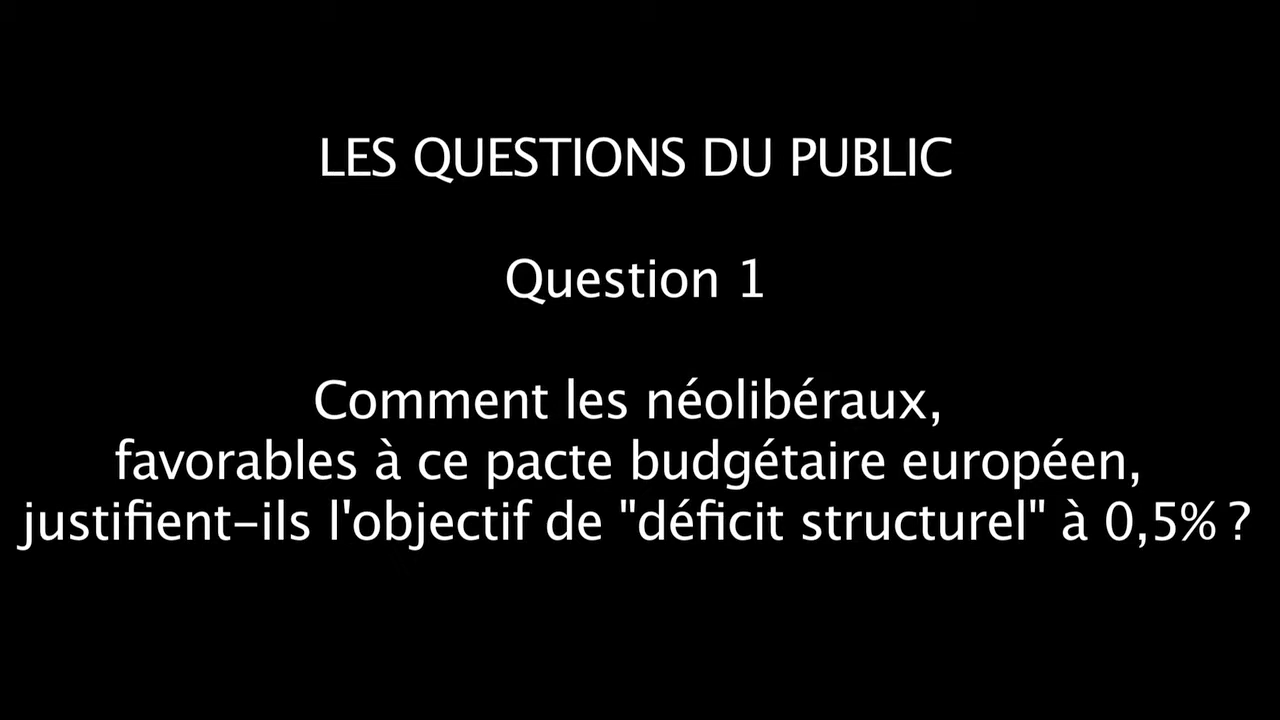 LES QUESTIONS DU PUBLIC
Question 1
Comment les néolibéraux,
favorables à ce pacte budgétaire européen,
justifient-ils l'objectif de "déficit structurel" à 0,5% ?